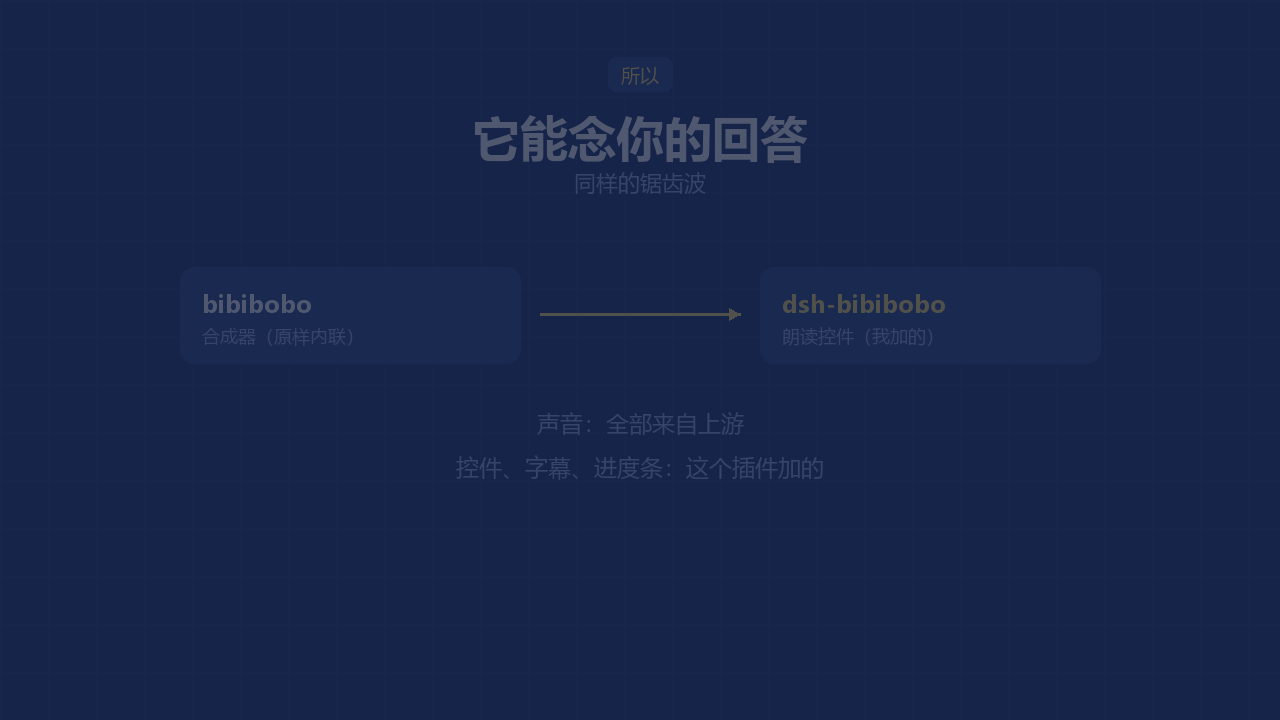 所以
它能念你的回答
同样的锯齿波
bibibobo
合成器（原样内联）
dsh-bibibobo
朗读控件（我加的）
声音：全部来自上游
控件、字幕、进度条：这个插件加的